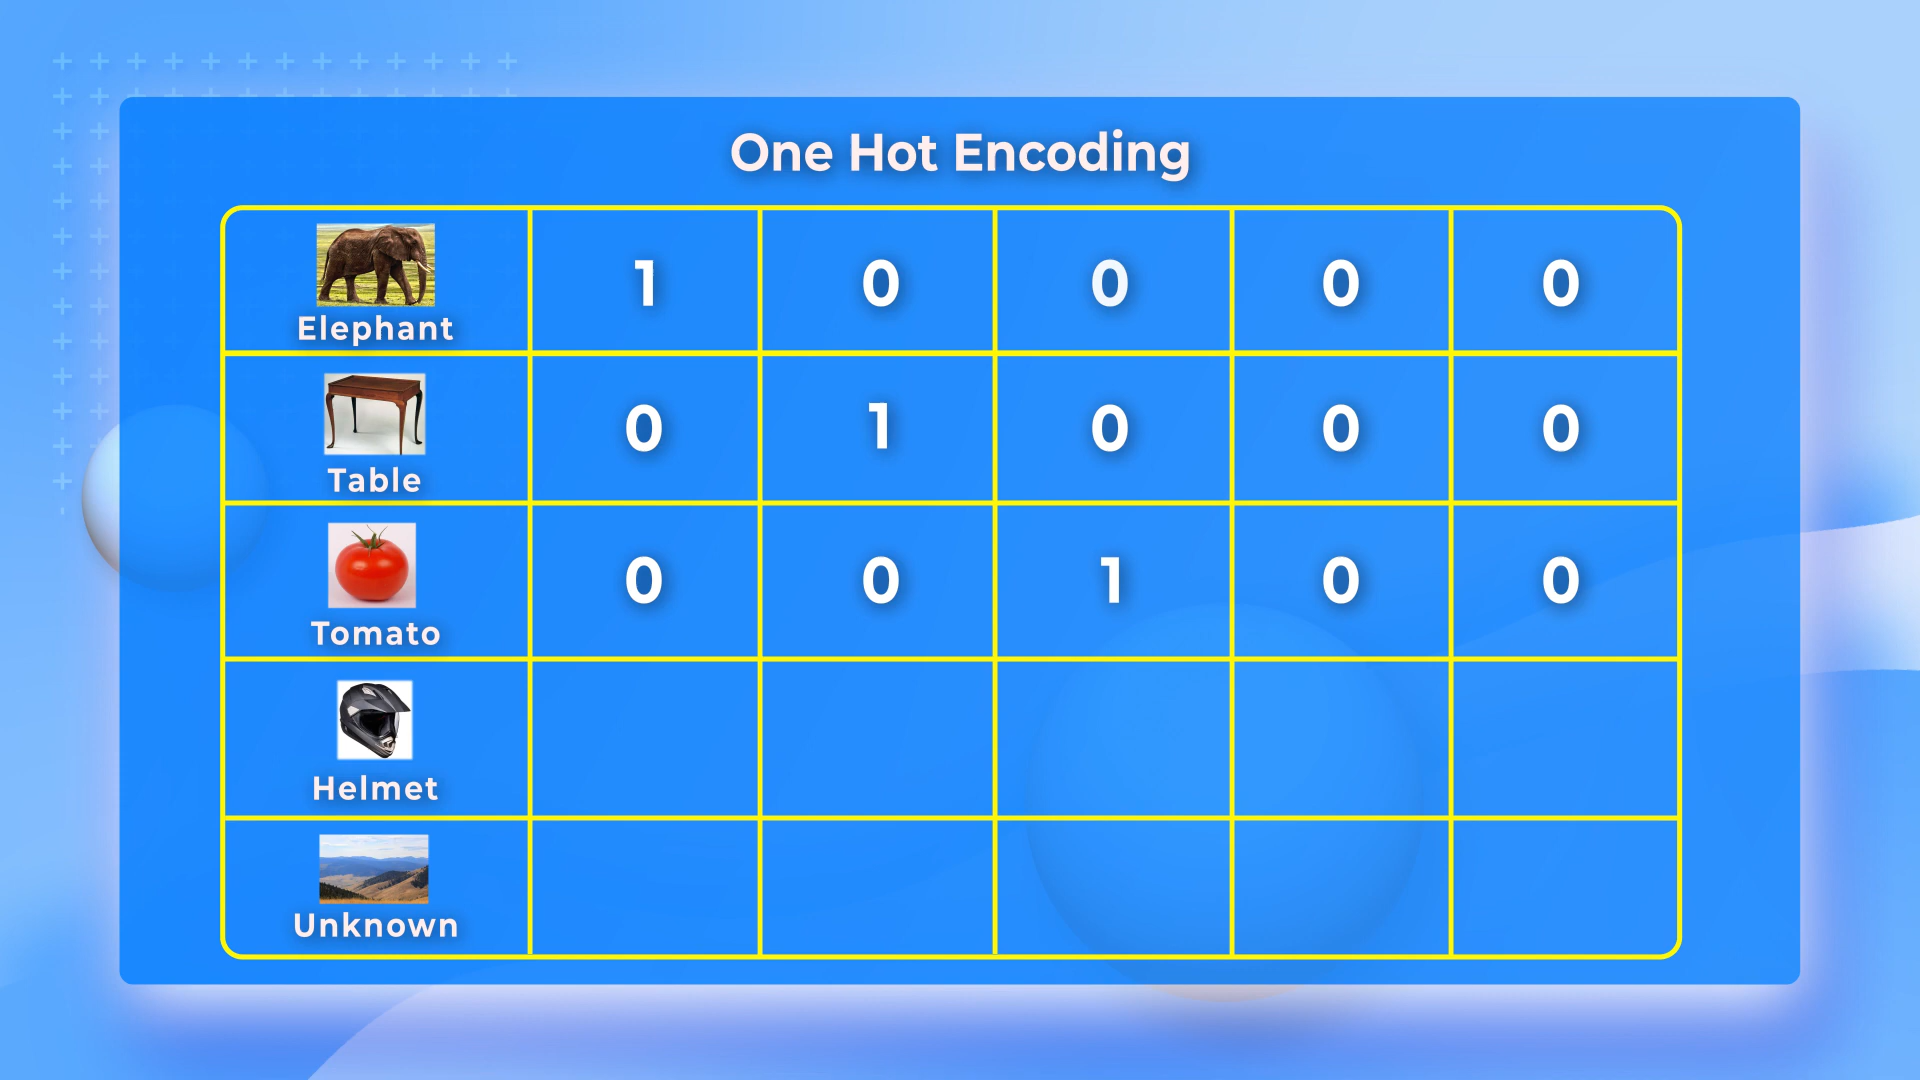 One Hot Encoding
Elephant 1 0 0 0 0
Table 0 1 0 0 0
Tomato 0 0 1 0 0
Helmet
Unknown